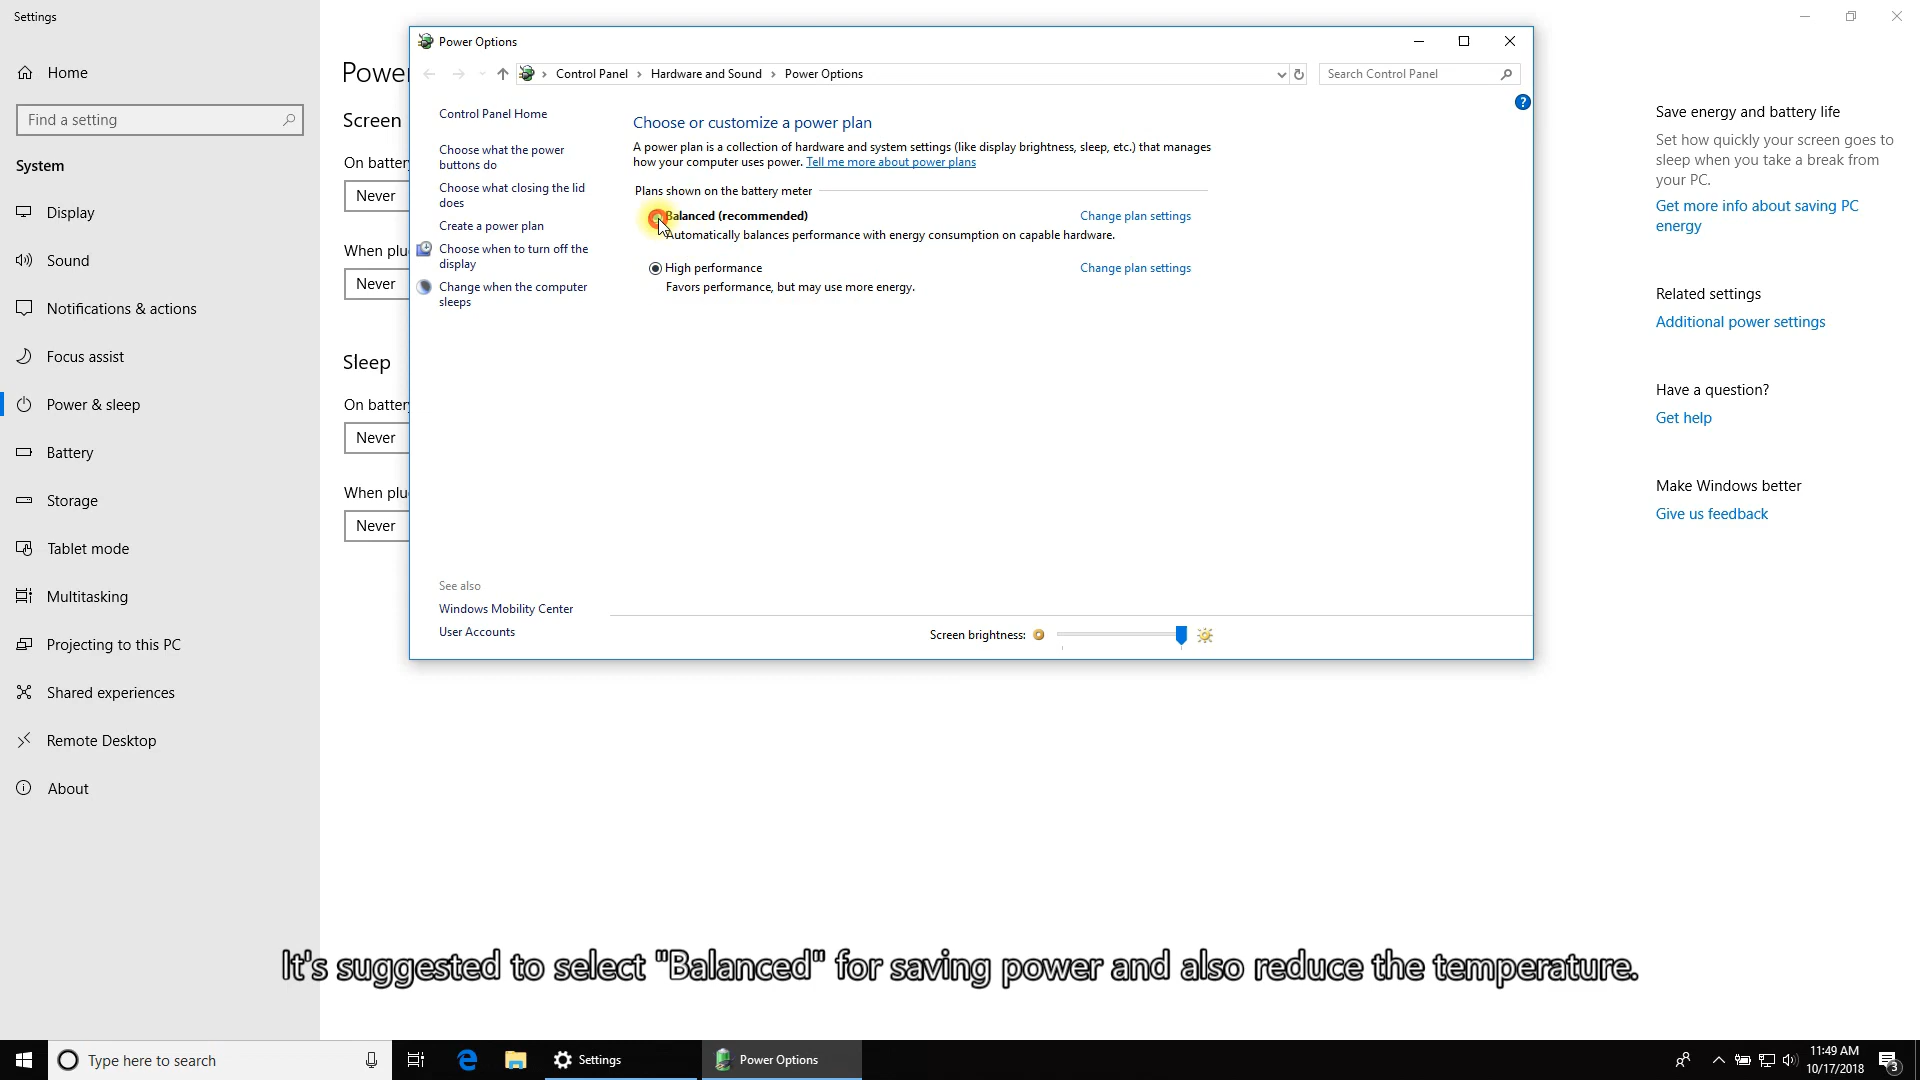 Settings
Home
Find a setting
System
Display
Sound
Notifications & actions
Focus assist
Power & sleep
Battery
Storage
Tablet mode
Multitasking
Projecting to this PC
Shared experiences
Remote Desktop
About
Screen
Never
Never
Sleep
Never
Never
Power Options
Control Panel
Hardware and Sound
Power Options
Search Control Panel
Control Panel Home
Choose what the power
buttons do
Choose what closing the lid
does
Create a power plan
Choose when to turn off the
display
Change when the computer
sleeps
See also
Windows Mobility Center
User Accounts
Choose or customize a power plan
A power plan is a collection of hardware and system settings (like display brightness, sleep, etc.) that manages
how your computer uses power. Tell me more about power plans
Plans shown on the battery meter
Balanced (recommended)
Change plan settings
Automatically balances performance with energy consumption on capable hardware.
High performance
Change plan settings
Favors performance, but may use more energy.
Screen brightness:
Save energy and battery life
Set how quickly your screen goes to
sleep when you take a break from
your PC.
Get more info about saving PC
energy
Related settings
Additional power settings
Have a question?
Get help
Make Windows better
Give us feedback
It's suggested to select "Balanced" for saving power and also reduce the temperature.
Type here to search
Settings
Power Options
11:49 AM
10/17/2018
3